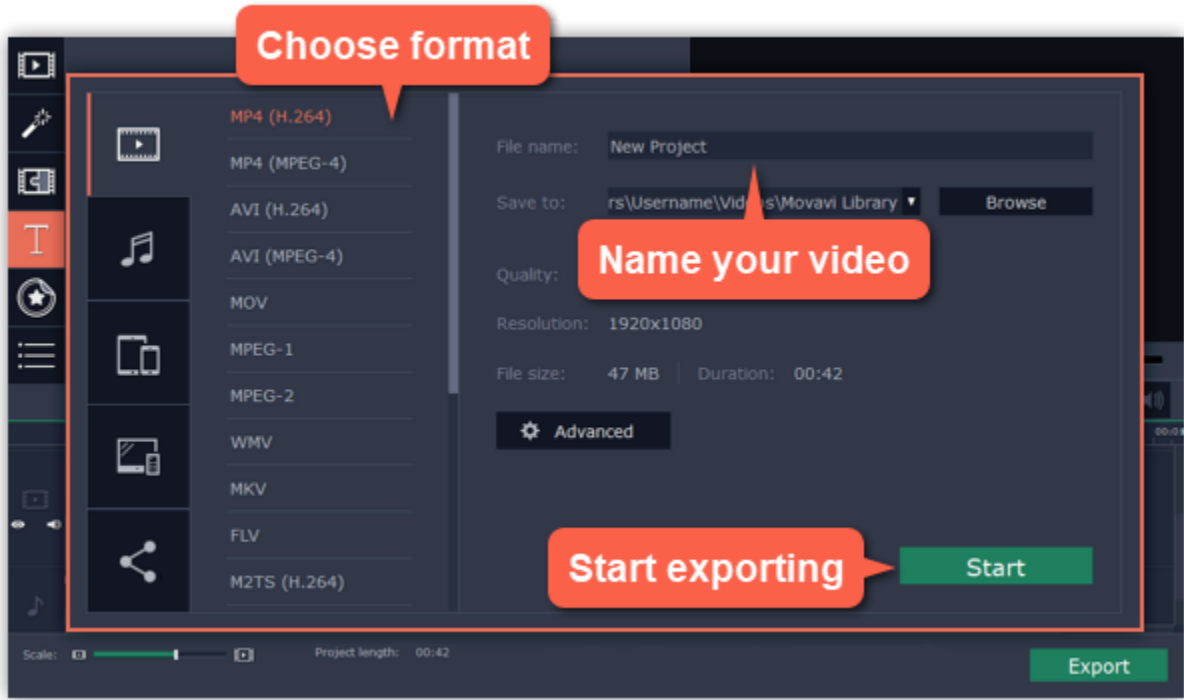 Choose format
MP4 (H.264)
MP4 (MPEG-4)
AVI (H.264)
AVI (MPEG-4)
MOV
MPEG-1
MPEG-2
WMV
MKV
FLV
M2TS (H.264)
File name: New Project
Save to: rs\Username\Videos\Movavi Library Browse
Name your video
Quality:
Resolution: 1920x1080
File size: 47 MB Duration: 00:42
Advanced
Start exporting
Start
Scale: Project length: 00:42
Export